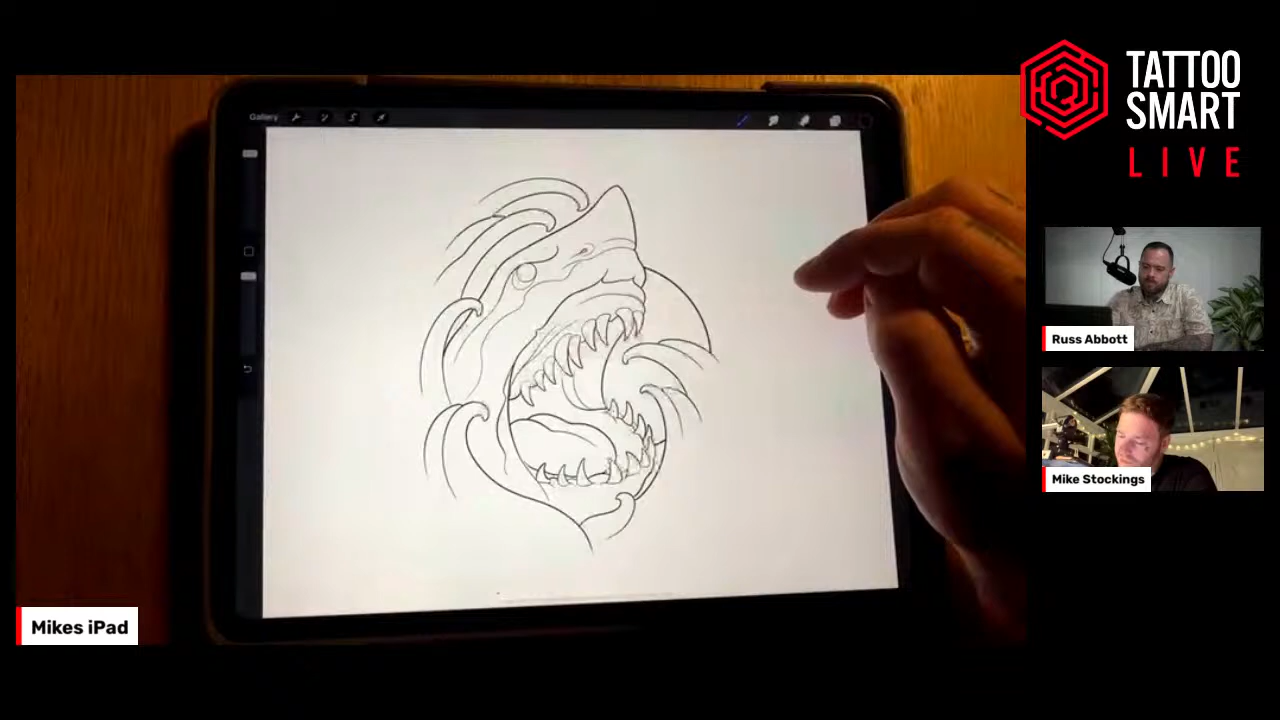 TATTOO
SMART
LIVE
Gallery
Russ Abbott
Mike Stockings
Mikes iPad